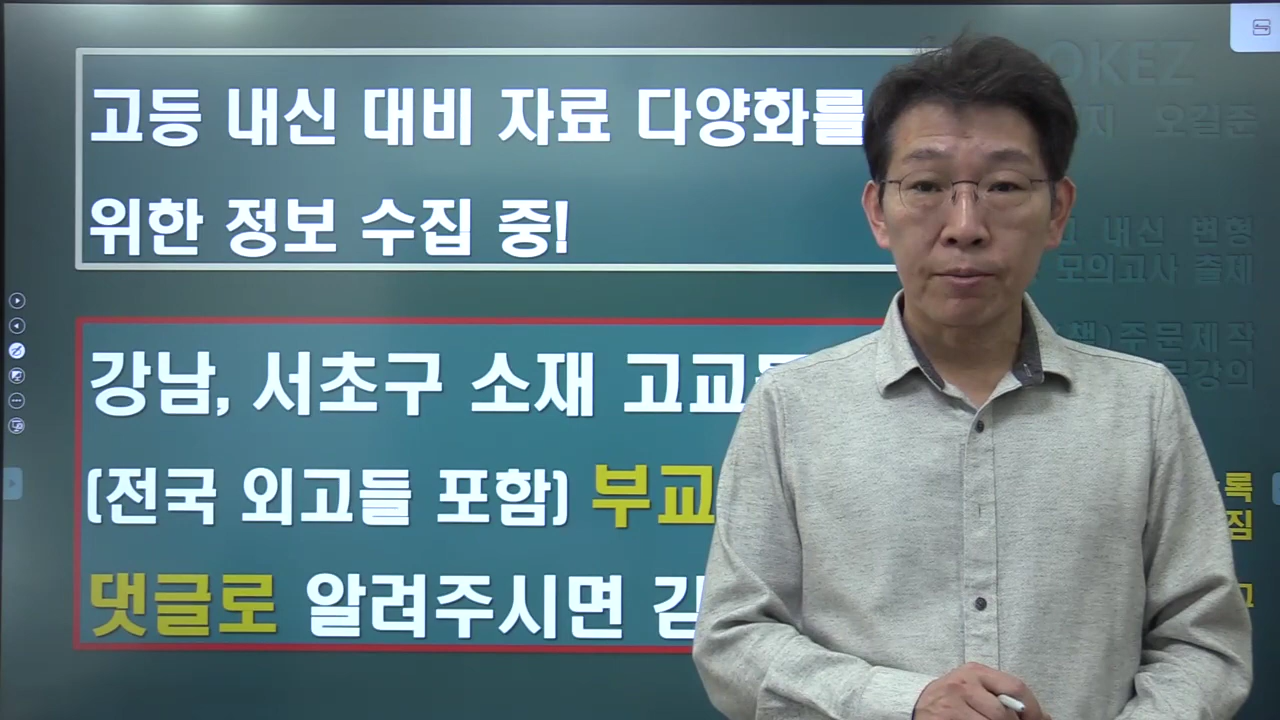 고등 내신 대비 자료 다양화를
위한 정보 수집 중!
강남, 서초구 소재 고교
(전국 외고들 포함) 부교
댓글로 알려주시면
OKEZ
오길준
내신 변형
모의고사 출제
주문제작